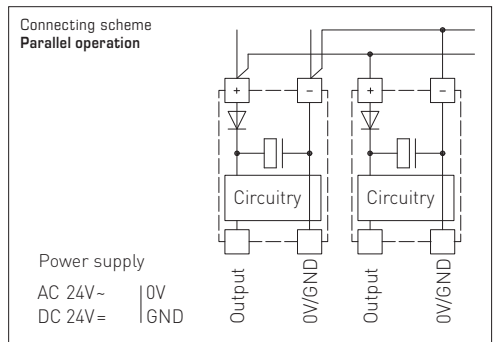 Connecting scheme
Parallel operation
+ − + −
Circuitry Circuitry
Power supply
AC 24V~ 0V
DC 24V= GND
Output 0V/GND Output 0V/GND